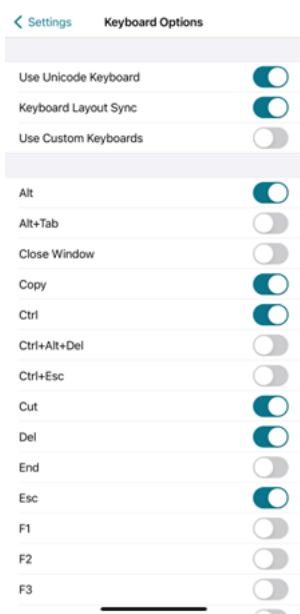 Settings Keyboard Options
Use Unicode Keyboard
Keyboard Layout Sync
Use Custom Keyboards
Alt
Alt+Tab
Close Window
Copy
Ctrl
Ctrl+Alt+Del
Ctrl+Esc
Cut
Del
End
Esc
F1
F2
F3